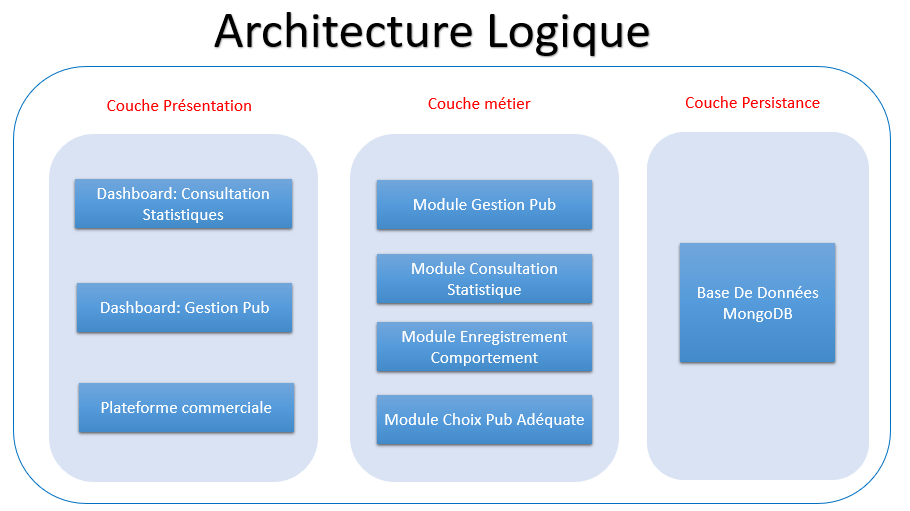 Architecture Logique
Couche Présentation
Dashboard: Consultation
Statistiques
Dashboard: Gestion Pub
Plateforme commerciale
Couche métier
Module Gestion Pub
Module Consultation
Statistique
Module Enregistrement
Comportement
Module Choix Pub Adéquate
Couche Persistance
Base De Données
MongoDB